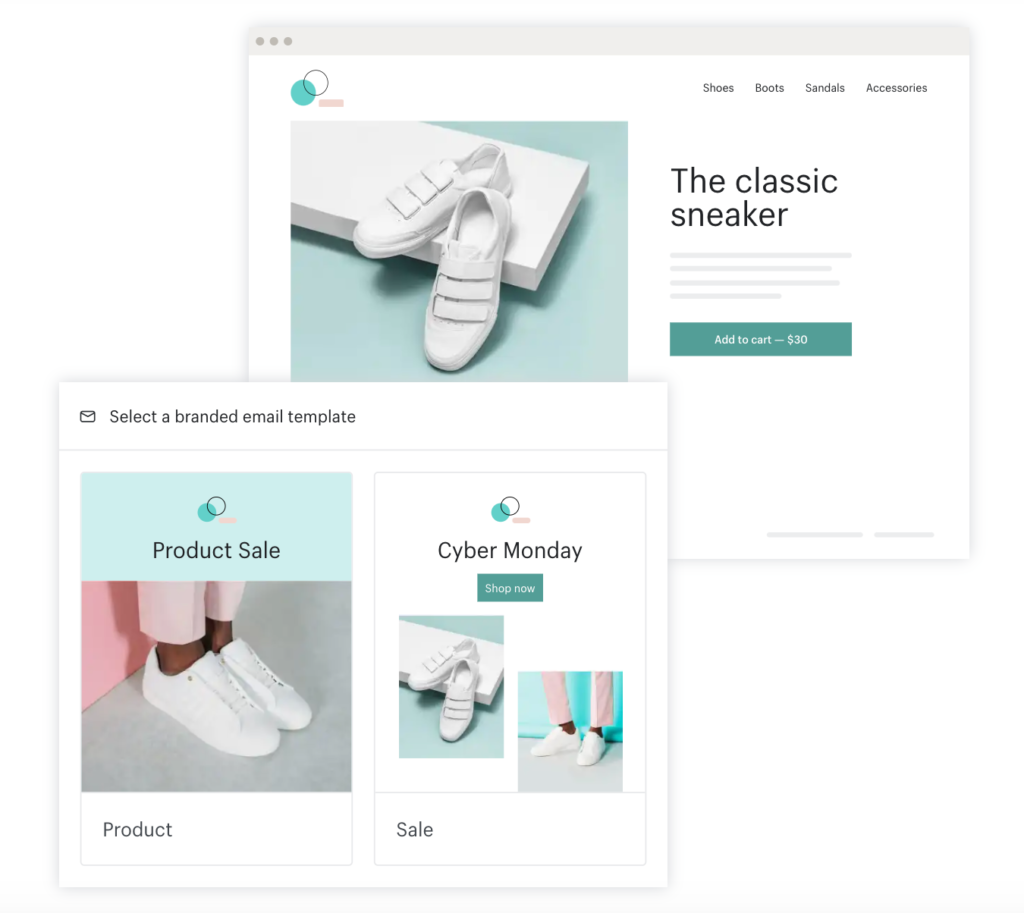 Shoes Boots Sandals Accessories
The classic
sneaker
Add to cart — $30
Select a branded email template
Product Sale
Product
Cyber Monday
Shop now
Sale